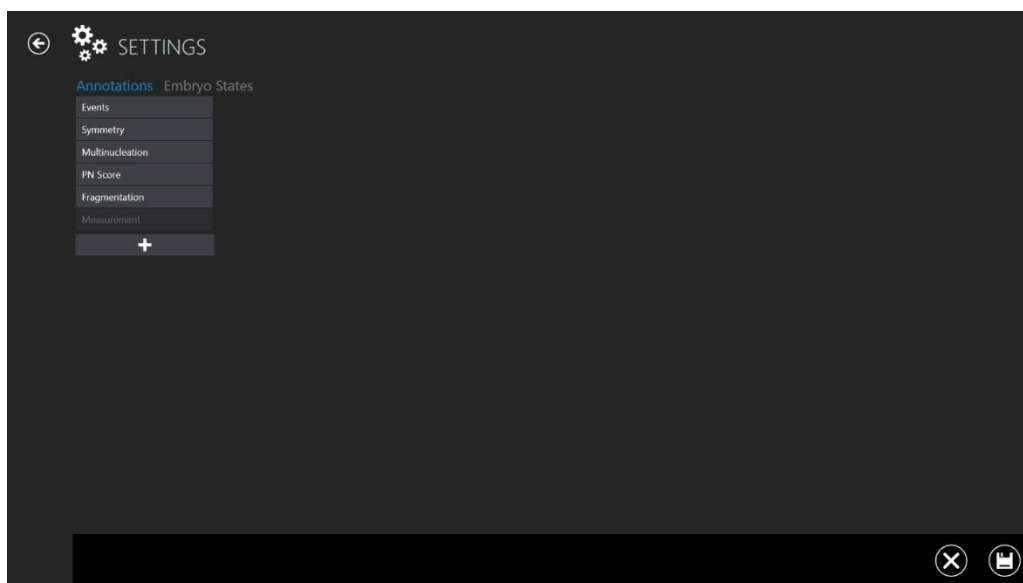 SETTINGS
Annotations Embryo States
Events
Symmetry
Multinucleation
PN Score
Fragmentation
Measurement